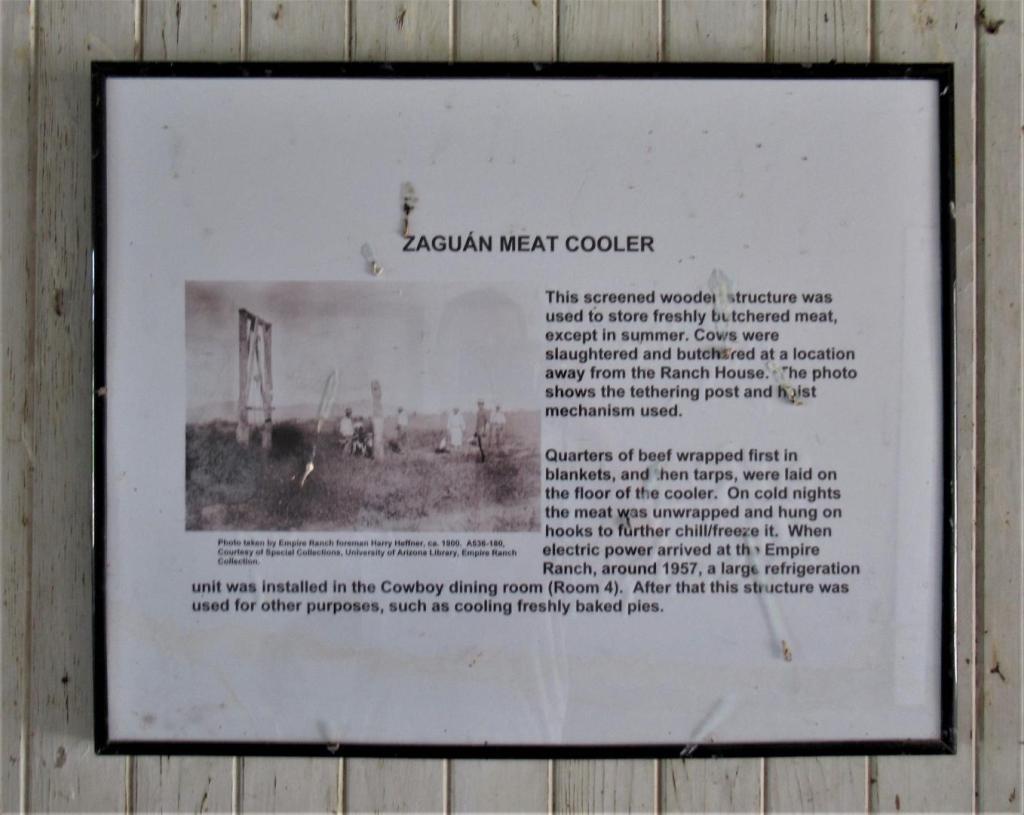 ZAGUÁN MEAT COOLER
This screened wooden structure was
used to store freshly butchered meat,
except in summer. Cows were
slaughtered and butchered at a location
away from the Ranch House. The photo
shows the tethering post and hoist
mechanism used.
Quarters of beef wrapped first in
blankets, and then tarps, were laid on
the floor of the cooler. On cold nights
the meat was unwrapped and hung on
hooks to further chill/freeze it. When
electric power arrived at the Empire
Ranch, around 1957, a large refrigeration
unit was installed in the Cowboy dining room (Room 4). After that this structure was
used for other purposes, such as cooling freshly baked pies.
Photo taken by Empire Ranch foreman Harry Heffner, ca. 1900. A536-180,
Courtesy of Special Collections, University of Arizona Library, Empire Ranch
Collection.